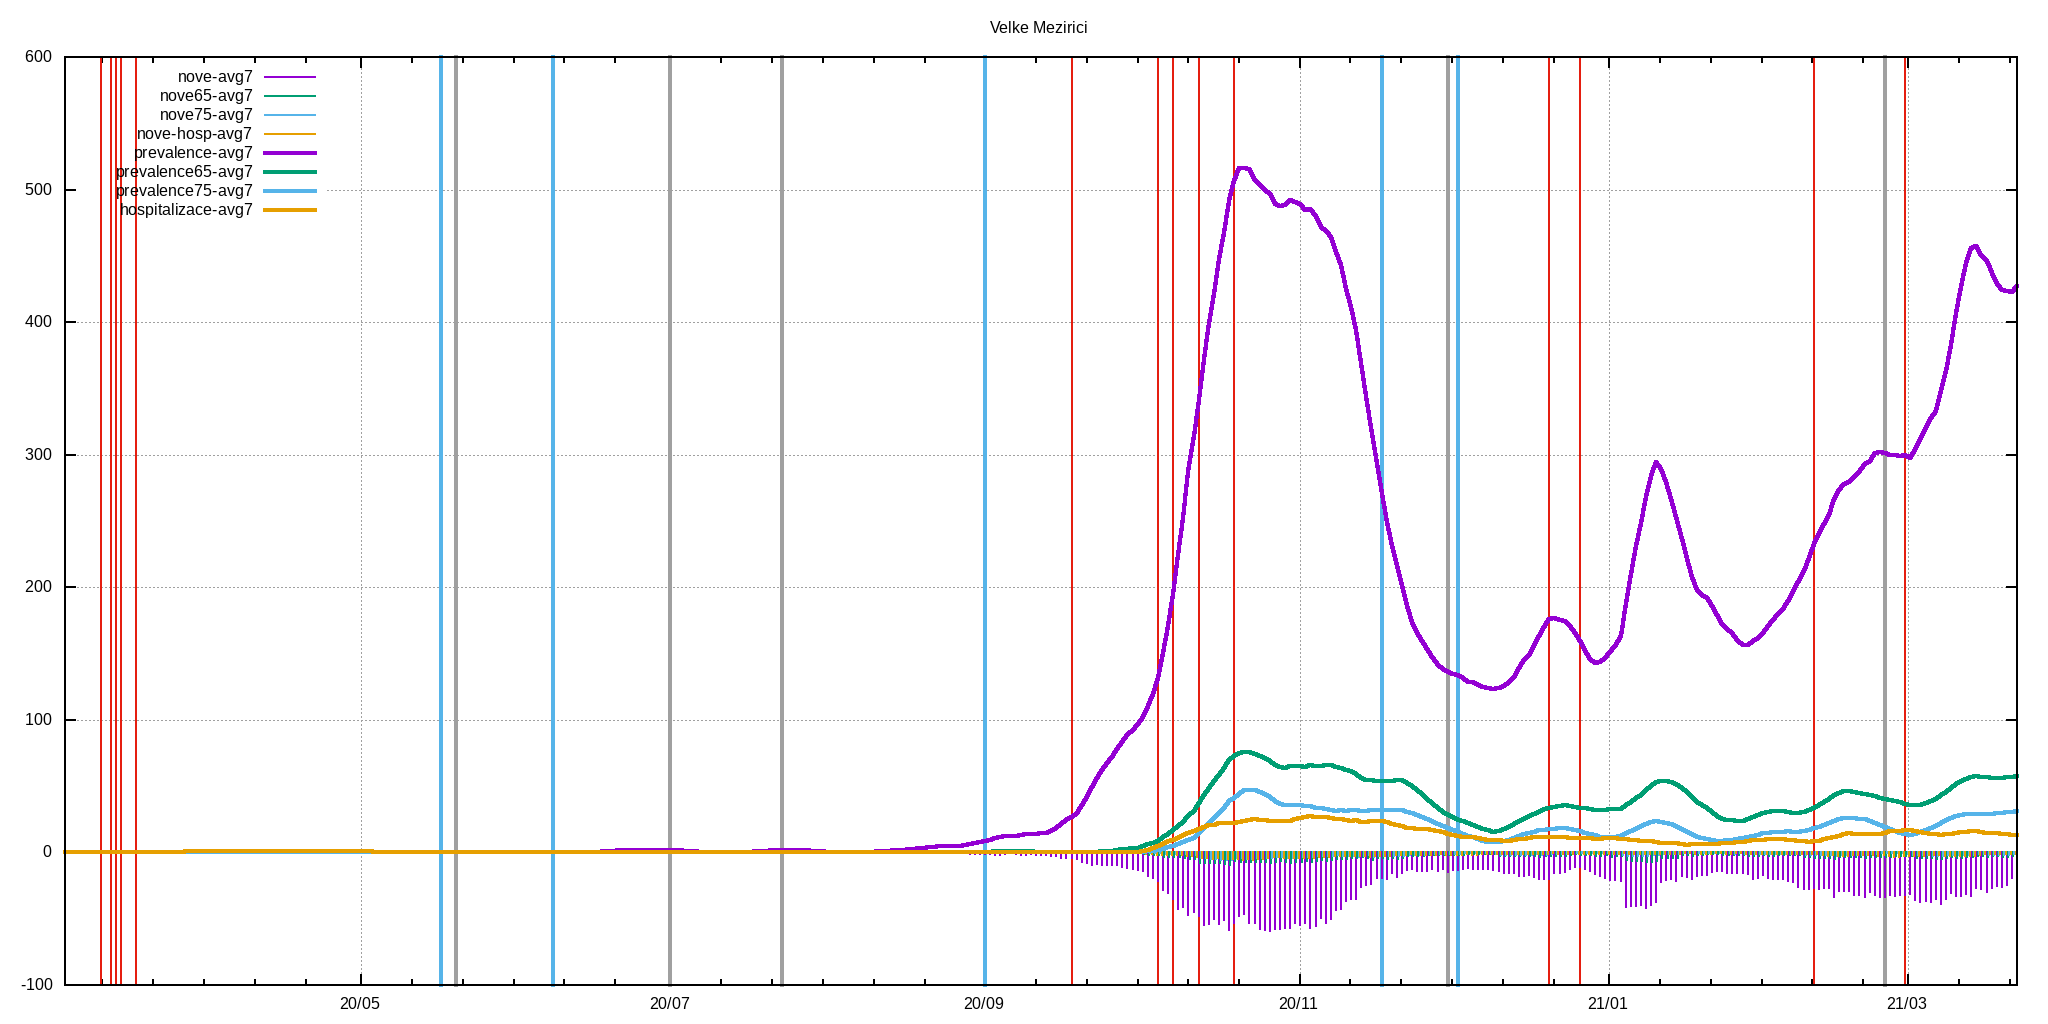 Velke Mezirici
600
500
400
300
200
100
0
-100
nove-avg7
nove65-avg7
nove75-avg7
nove-hosp-avg7
prevalence-avg7
prevalence65-avg7
prevalence75-avg7
hospitalizace-avg7
20/05 20/07 20/09 20/11 21/01 21/03